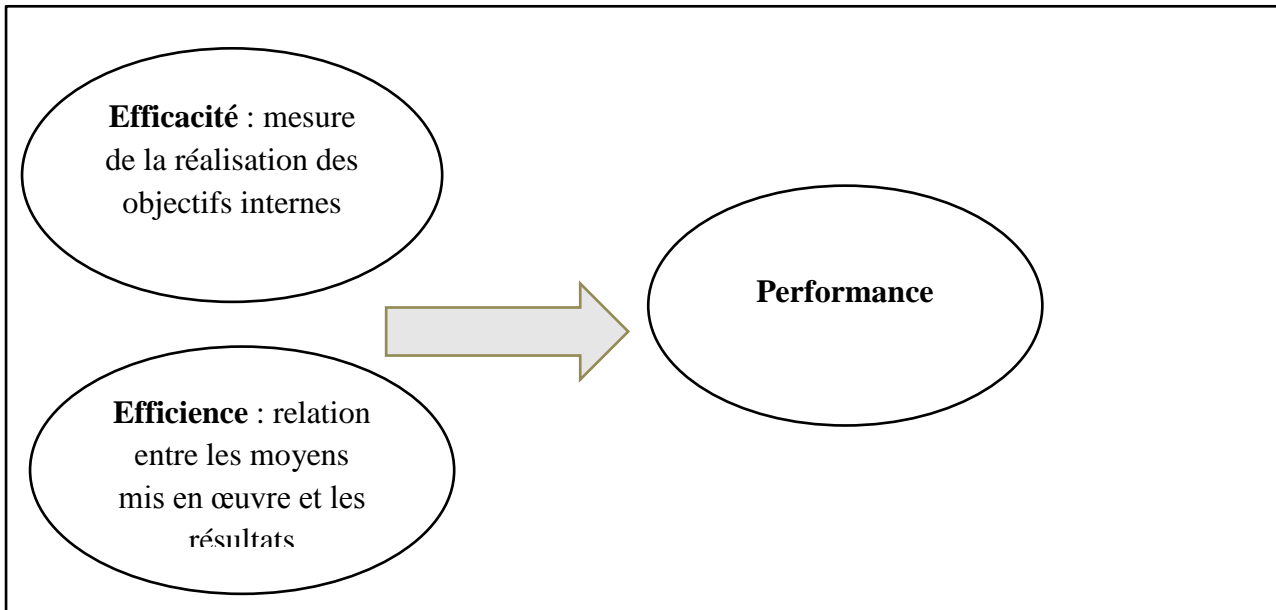 Efficacité : mesure
de la réalisation des
objectifs internes
Performance
Efficience : relation
entre les moyens
mis en œuvre et les
résultats